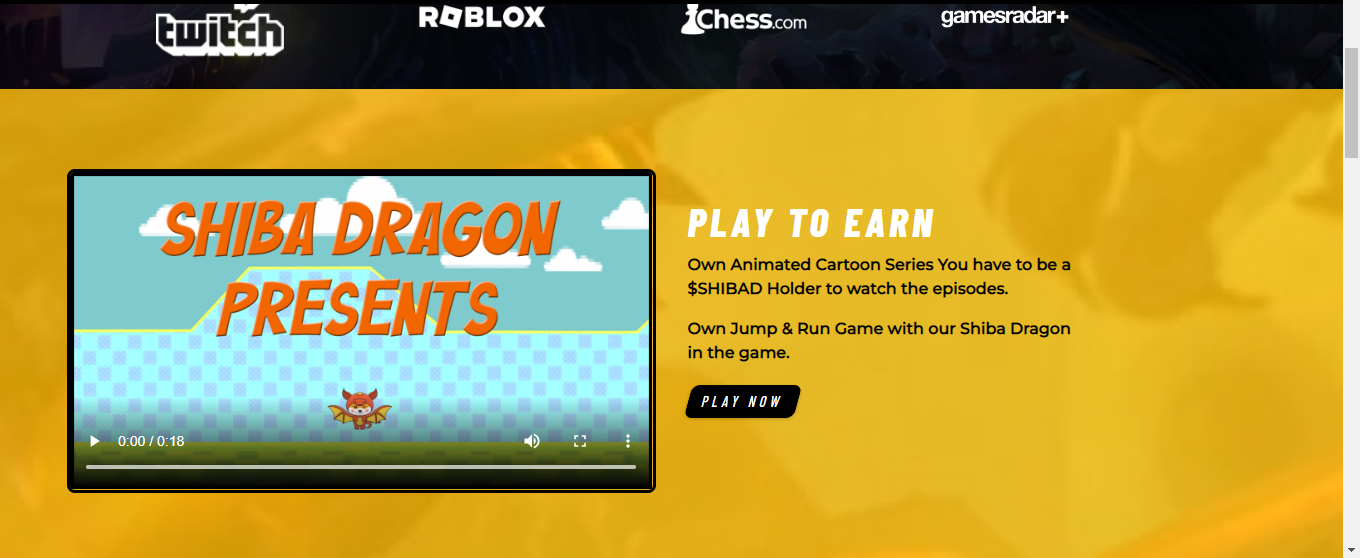 twitch
ROBLOX
Chess.com
gamesradar+
SHIBA DRAGON
PRESENTS
0:00 / 0:18
PLAY TO EARN
Own Animated Cartoon Series You have to be a
$SHIBAD Holder to watch the episodes.
Own Jump & Run Game with our Shiba Dragon
in the game.
PLAY NOW